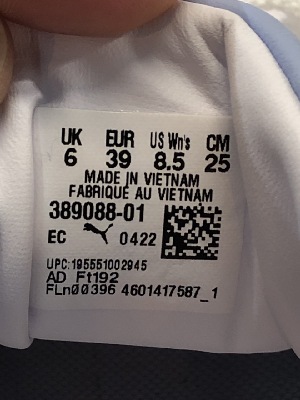 UK EUR US Wn's CM
6 39 8.5 25
MADE IN VIETNAM
FABRIQUÉ AU VIETNAM
389088-01
EC 0422
UPC:195551002945
AD Ft192
FLn00396 4601417587_1